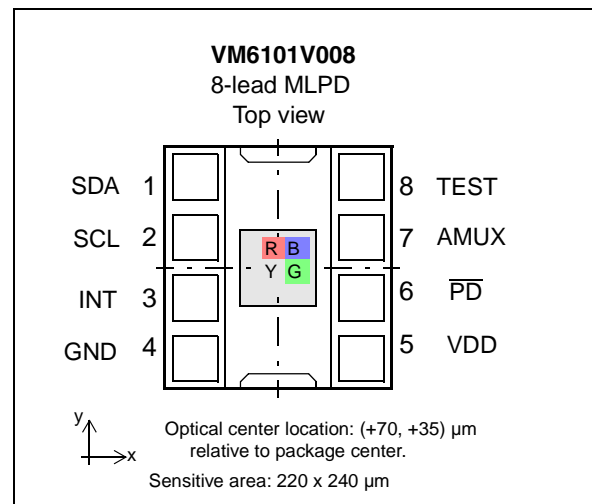 VM6101V008
8-lead MLPD
Top view
SDA 1
8 TEST
SCL 2
7 AMUX
R B
Y G
INT 3
6 P̅D̅
GND 4
5 VDD
y
x
Optical center location: (+70, +35) µm
relative to package center.
Sensitive area: 220 x 240 µm